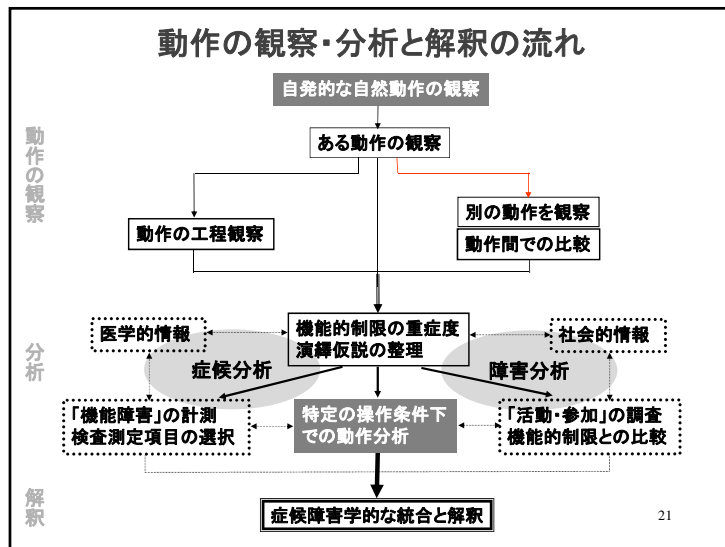 動作の観察・分析と解釈の流れ
自発的な自然動作の観察
動作の観察
ある動作の観察
動作の工程観察
別の動作を観察
動作間での比較
分析
医学的情報
機能的制限の重症度
演繹仮説の整理
社会的情報
症候分析
障害分析
「機能障害」の計測
検査測定項目の選択
特定の操作条件下
での動作分析
「活動・参加」の調査
機能的制限との比較
解釈
症候障害学的な統合と解釈
21